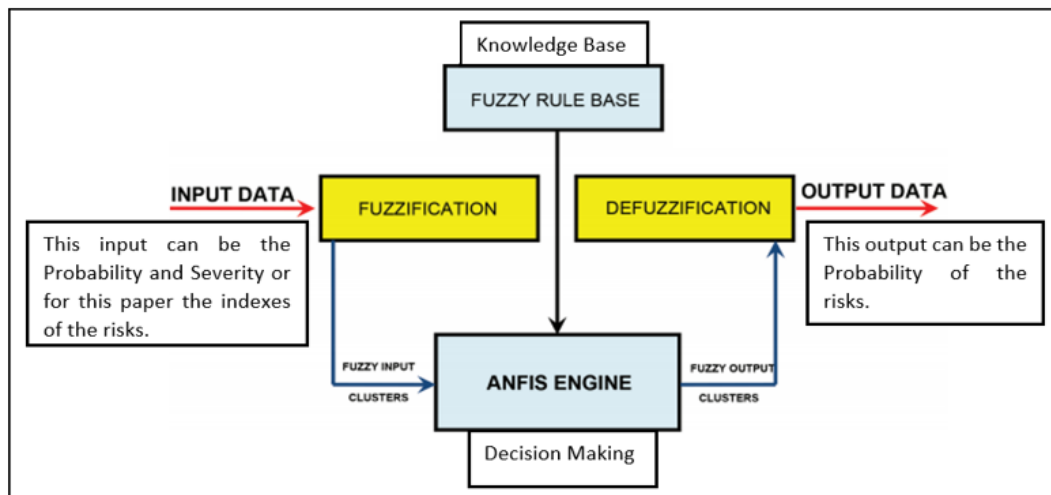 Knowledge Base
FUZZY RULE BASE
INPUT DATA
FUZZIFICATION
DEFUZZIFICATION
OUTPUT DATA
This input can be the
Probability and Severity or
for this paper the indexes
of the risks.
This output can be the
Probability of the
risks.
FUZZY INPUT
CLUSTERS
ANFIS ENGINE
FUZZY OUTPUT
CLUSTERS
Decision Making